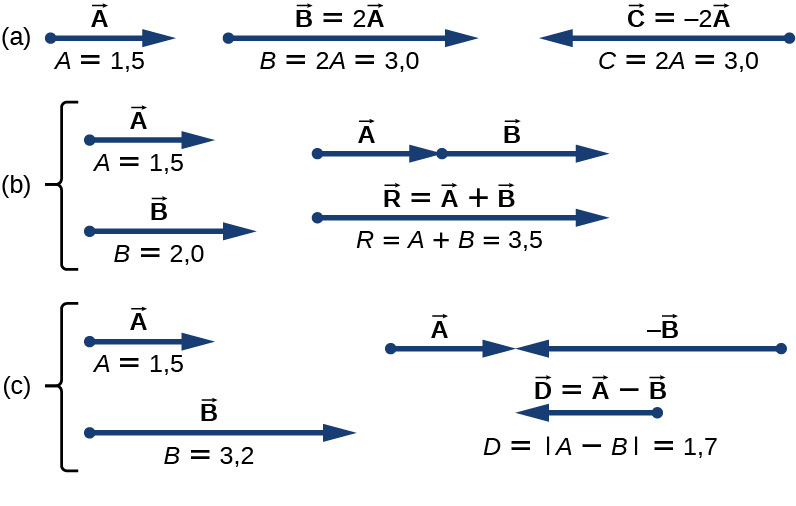 (a)
A⃗
A = 1,5
B⃗ = 2A⃗
B = 2A = 3,0
C⃗ = –2A⃗
C = 2A = 3,0
(b)
A⃗
A = 1,5
B⃗
B = 2,0
A⃗ B⃗
R⃗ = A⃗ + B⃗
R = A + B = 3,5
(c)
A⃗
A = 1,5
B⃗
B = 3,2
A⃗ –B⃗
D⃗ = A⃗ − B⃗
D = |A − B| = 1,7